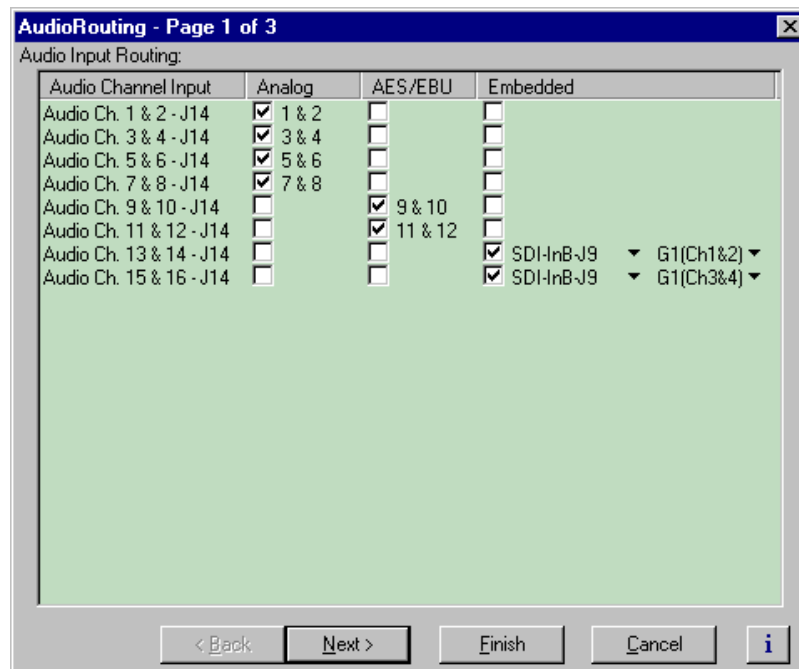 AudioRouting - Page 1 of 3
Audio Input Routing:
Audio Channel Input Analog AES/EBU Embedded
Audio Ch. 1 & 2 - J14 1 & 2
Audio Ch. 3 & 4 - J14 3 & 4
Audio Ch. 5 & 6 - J14 5 & 6
Audio Ch. 7 & 8 - J14 7 & 8
Audio Ch. 9 & 10 - J14 9 & 10
Audio Ch. 11 & 12 - J14 11 & 12
Audio Ch. 13 & 14 - J14 SDI-InB-J9 G1(Ch1&2)
Audio Ch. 15 & 16 - J14 SDI-InB-J9 G1(Ch3&4)
< Back Next > Finish Cancel i